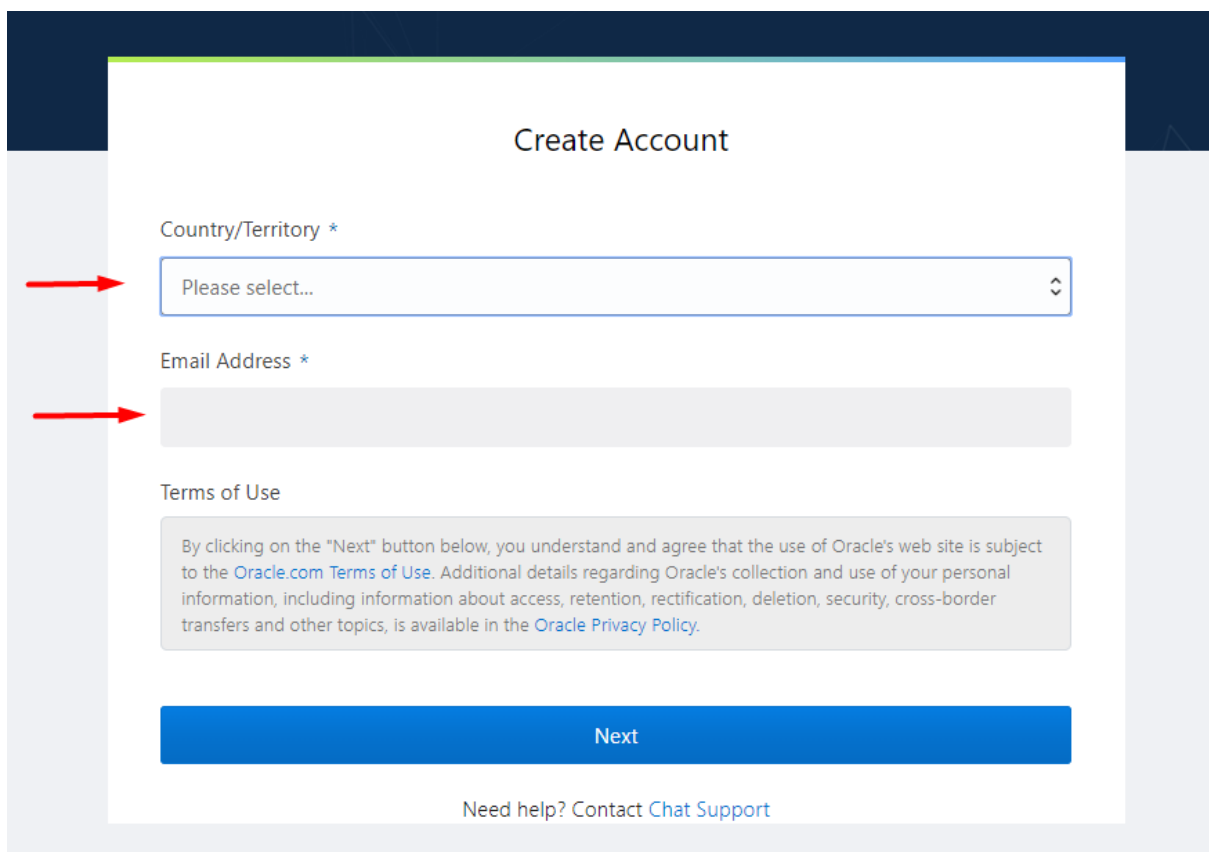 Create Account
Country/Territory *
Please select...
Email Address *
Terms of Use
By clicking on the "Next" button below, you understand and agree that the use of Oracle's web site is subject
to the Oracle.com Terms of Use. Additional details regarding Oracle's collection and use of your personal
information, including information about access, retention, rectification, deletion, security, cross-border
transfers and other topics, is available in the Oracle Privacy Policy.
Next
Need help? Contact Chat Support